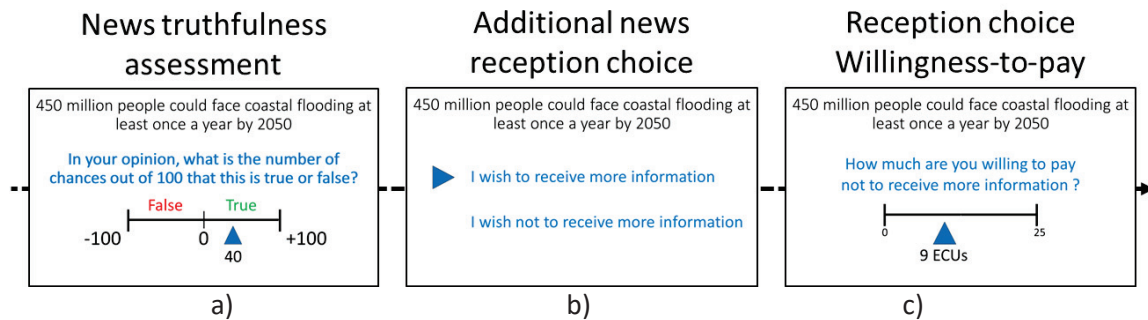 News truthfulness
assessment
450 million people could face coastal flooding at
least once a year by 2050
In your opinion, what is the number of
chances out of 100 that this is true or false?
False
True
-100
0
+100
40
a)
Additional news
reception choice
450 million people could face coastal flooding at
least once a year by 2050
I wish to receive more information
I wish not to receive more information
b)
Reception choice
Willingness-to-pay
450 million people could face coastal flooding at
least once a year by 2050
How much are you willing to pay
not to receive more information ?
0
25
9 ECUs
c)